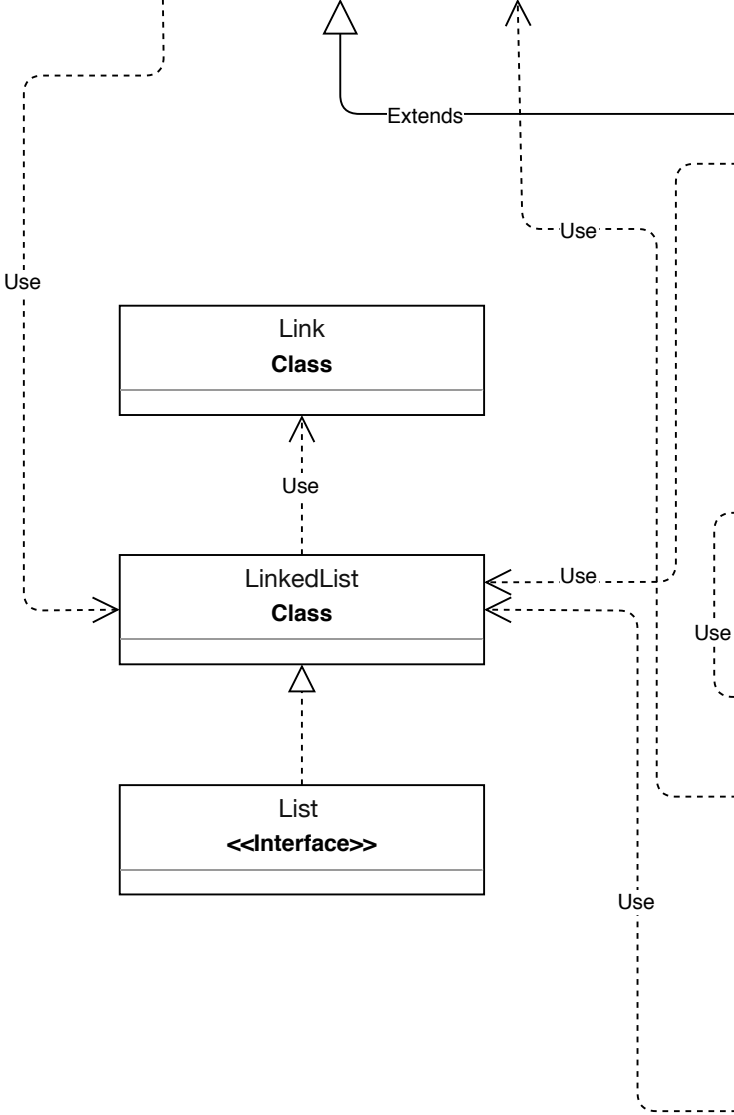 Extends
Use
Use
Link
Class
Use
LinkedList
Class
Use
Use
List
<<Interface>>
Use